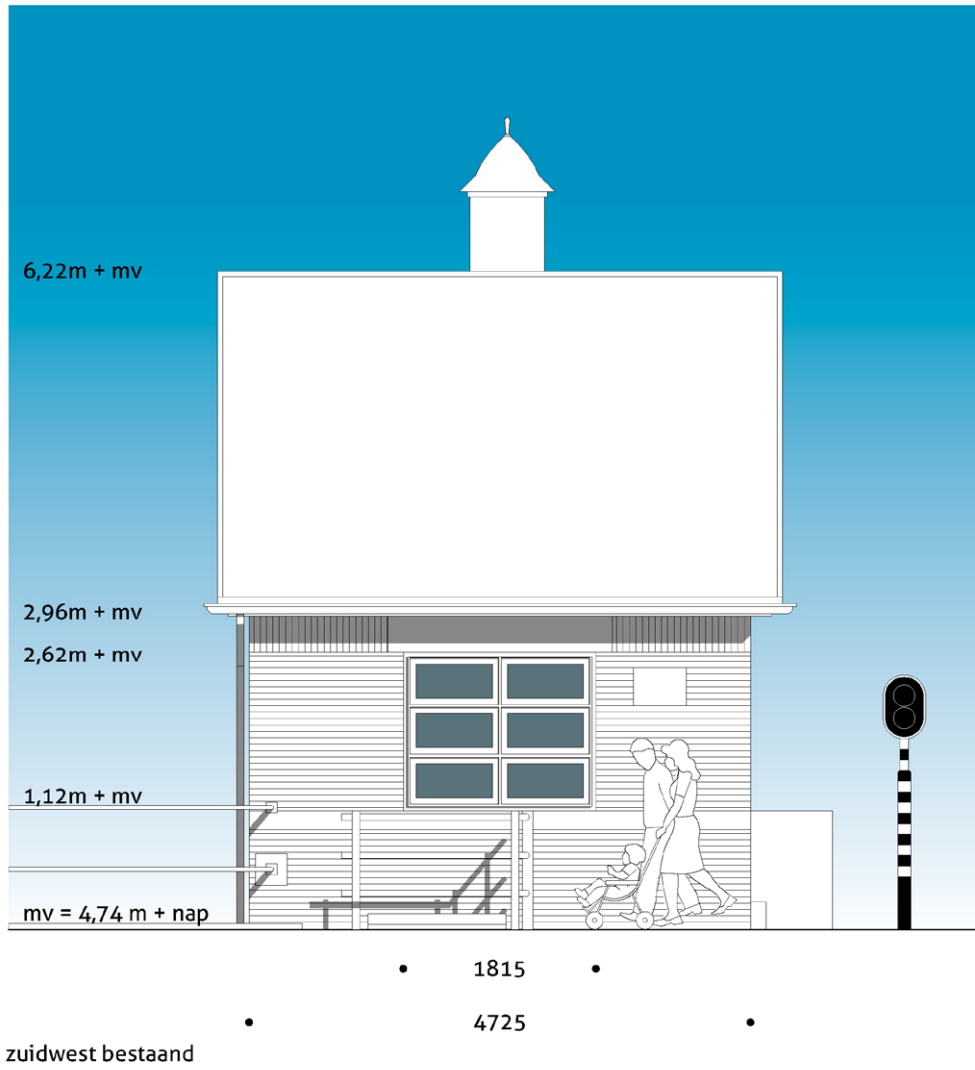 6,22m + mv
2,96m + mv
2,62m + mv
1,12m + mv
mv = 4,74 m + nap
1815
4725
zuidwest bestaand